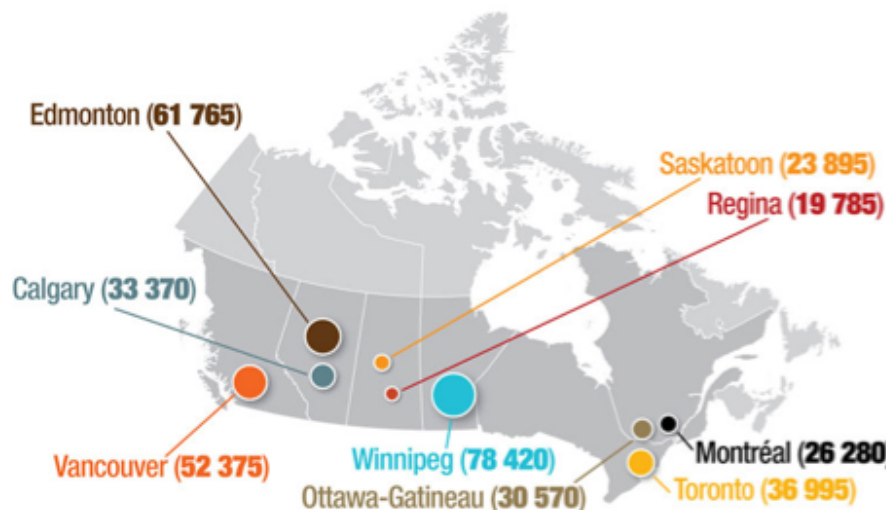 Edmonton (61 765)
Saskatoon (23 895)
Regina (19 785)
Calgary (33 370)
Vancouver (52 375)
Winnipeg (78 420)
Montréal (26 280)
Ottawa-Gatineau (30 570)
Toronto (36 995)